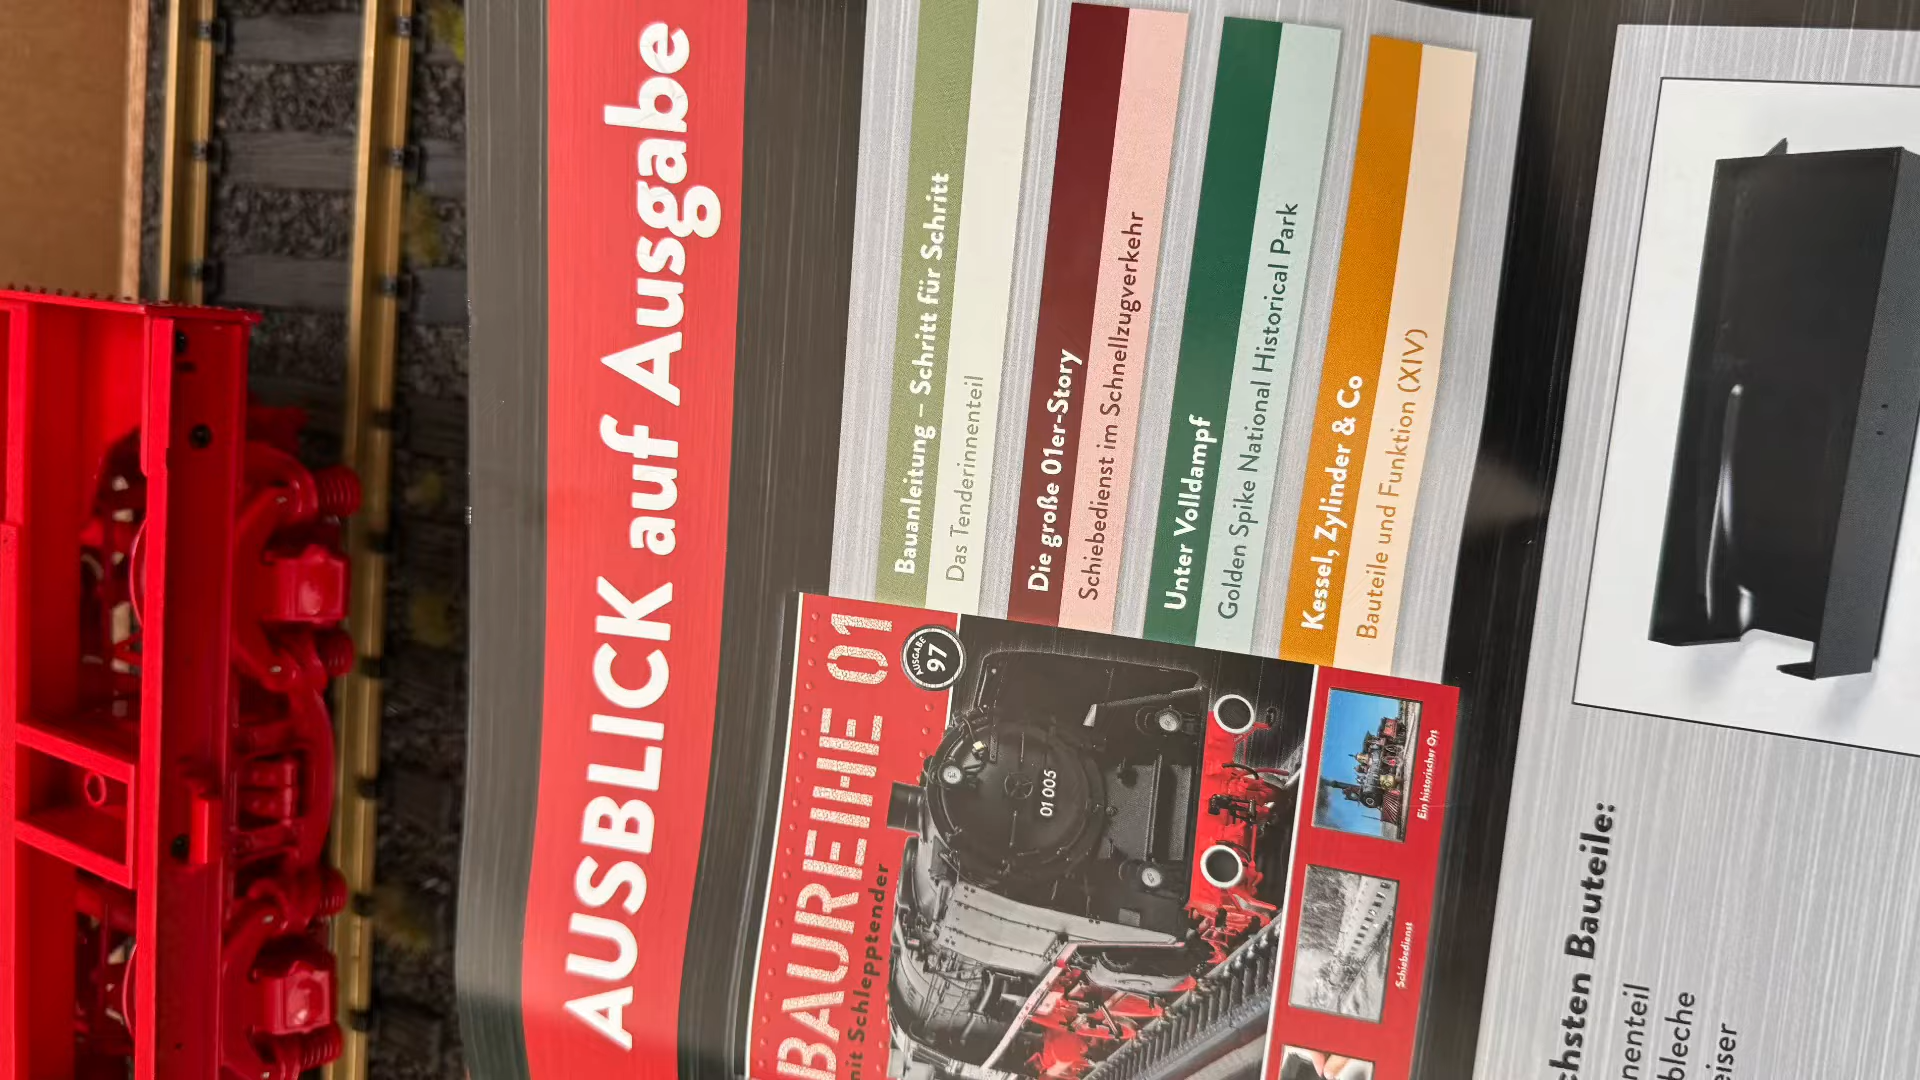 AUSBLICK auf Ausgabe
Bauanleitung – Schritt für Schritt
Das Tenderinnenteil
Die große 01er-Story
Schiebedienst im Schnellzugverkehr
Unter Volldampf
Golden Spike National Historical Park
Kessel, Zylinder & Co
Bauteile und Funktion (XIV)
BAUREIHE 01
mit Schlepptender
AUSGABE
97
01 005
Ein historischer Ort
Schiebedienst
chsten Bauteile:
nenteil
bleche
eiser